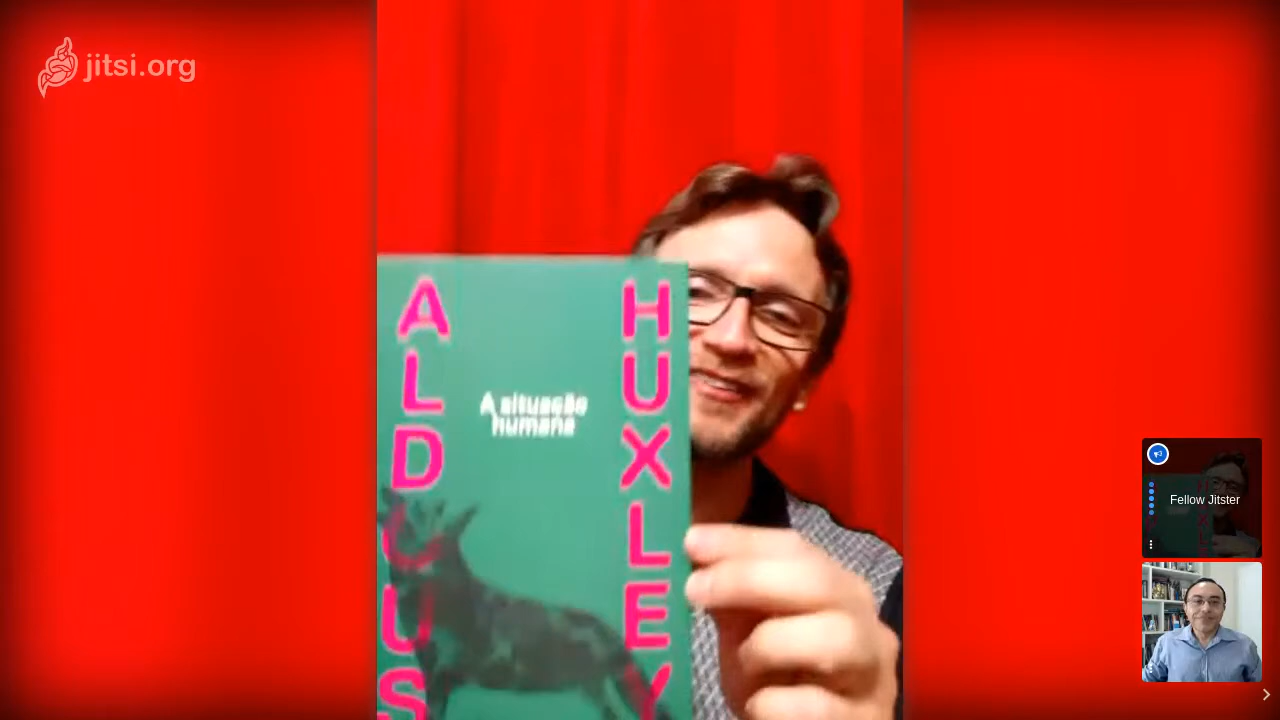 jitsi.org
ALDOUS
HUXLEY
A situação
humana
Fellow Jitster